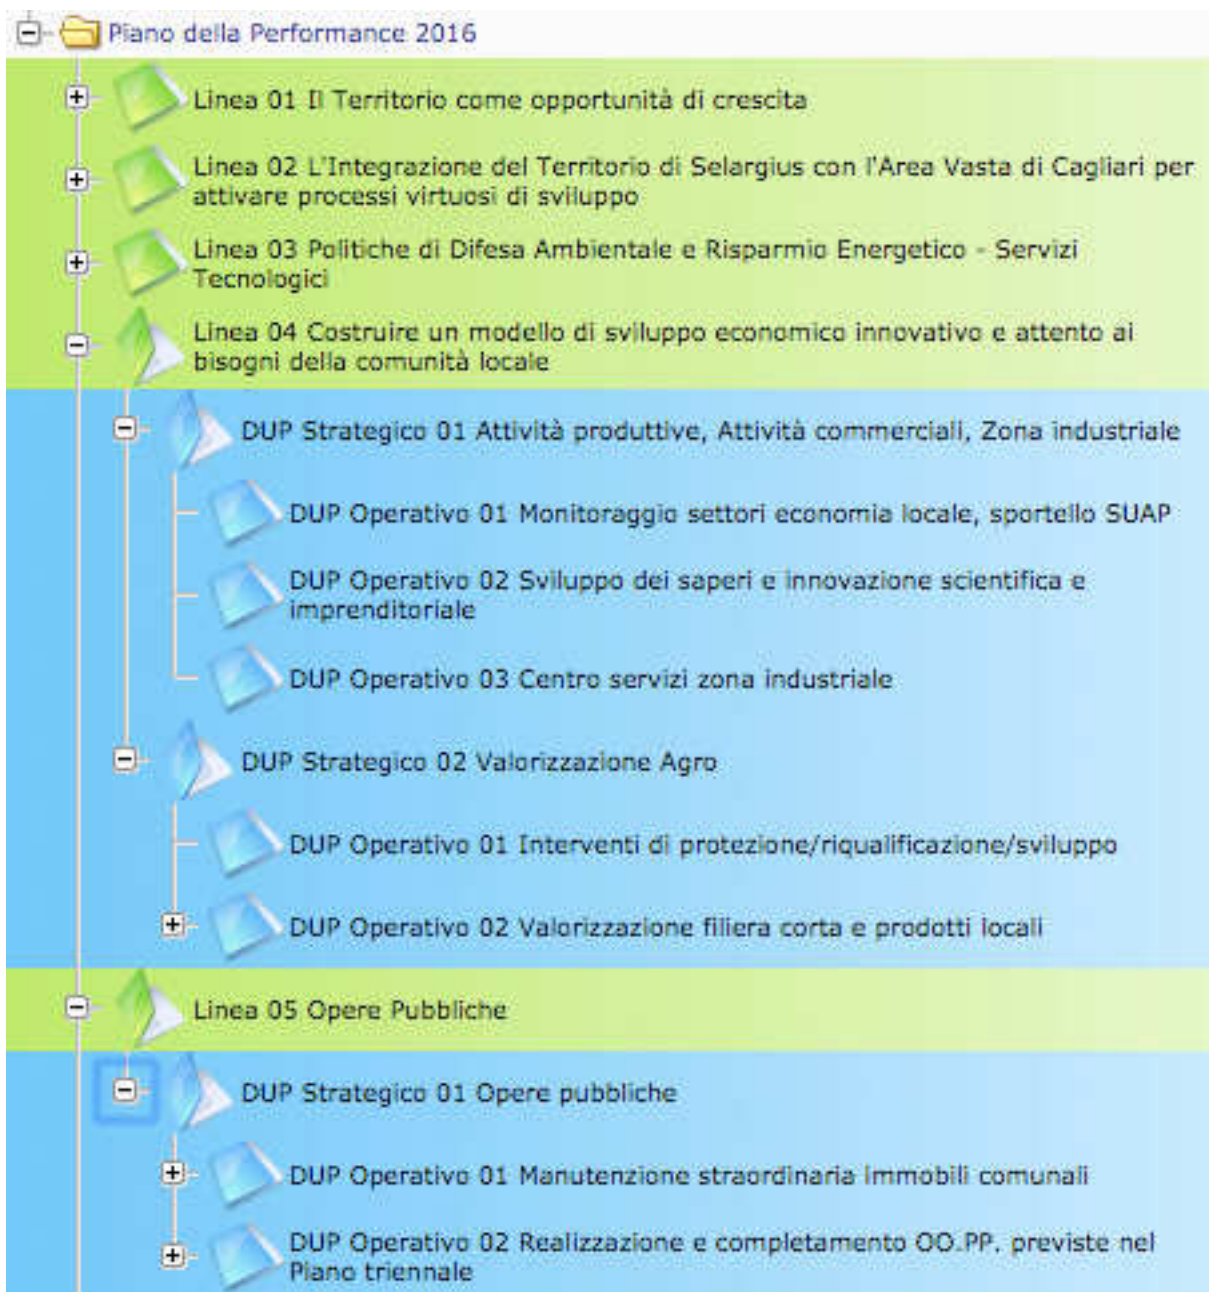 Piano della Performance 2016
Linea 01 Il Territorio come opportunità di crescita
Linea 02 L'Integrazione del Territorio di Selargius con l'Area Vasta di Cagliari per
attivare processi virtuosi di sviluppo
Linea 03 Politiche di Difesa Ambientale e Risparmio Energetico - Servizi
Tecnologici
Linea 04 Costruire un modello di sviluppo economico innovativo e attento ai
bisogni della comunità locale
DUP Strategico 01 Attività produttive, Attività commerciali, Zona industriale
DUP Operativo 01 Monitoraggio settori economia locale, sportello SUAP
DUP Operativo 02 Sviluppo dei saperi e innovazione scientifica e
imprenditoriale
DUP Operativo 03 Centro servizi zona industriale
DUP Strategico 02 Valorizzazione Agro
DUP Operativo 01 Interventi di protezione/riqualificazione/sviluppo
DUP Operativo 02 Valorizzazione filiera corta e prodotti locali
Linea 05 Opere Pubbliche
DUP Strategico 01 Opere pubbliche
DUP Operativo 01 Manutenzione straordinaria immobili comunali
DUP Operativo 02 Realizzazione e completamento OO.PP. previste nel
Piano triennale